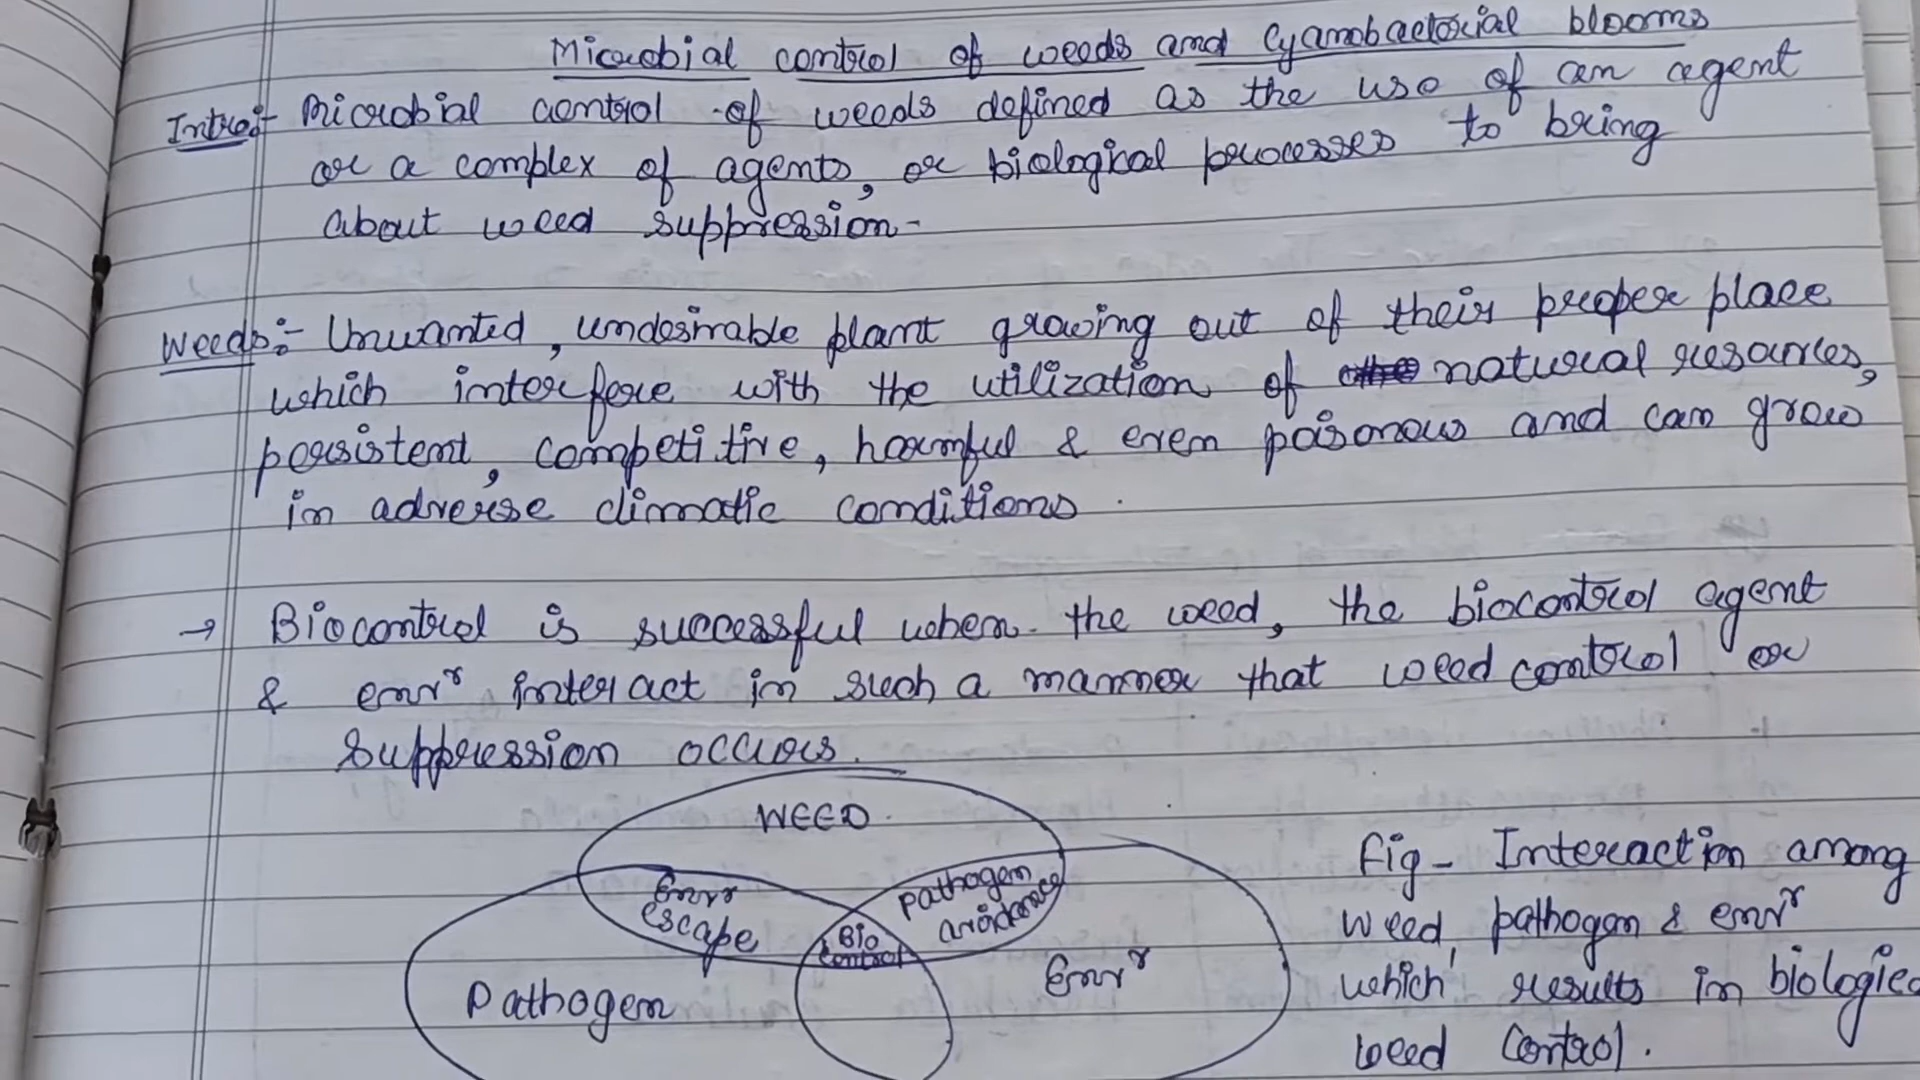 Microbial control of weeds and Cyanobacterial blooms
Intro:- Microbial control of weeds defined as the use of an agent
or a complex of agents, or biological processes to bring
about weed suppression-
Weeds:- Unwanted, undesirable plant growing out of their proper place
which interfere with the utilization of natural resources,
persistent, competitive, harmful & even poisonous and can grow
in adverse climatic conditions.
→ Biocontrol is successful when the weed, the biocontrol agent
& envr interact in such a manner that weed control or
suppression occurs.
WEED
Envr escape
Pathogen avoidance
Bio Control
Pathogen
Envr
Fig- Interaction among
weed, pathogen & envr
which results in biologica
weed control.